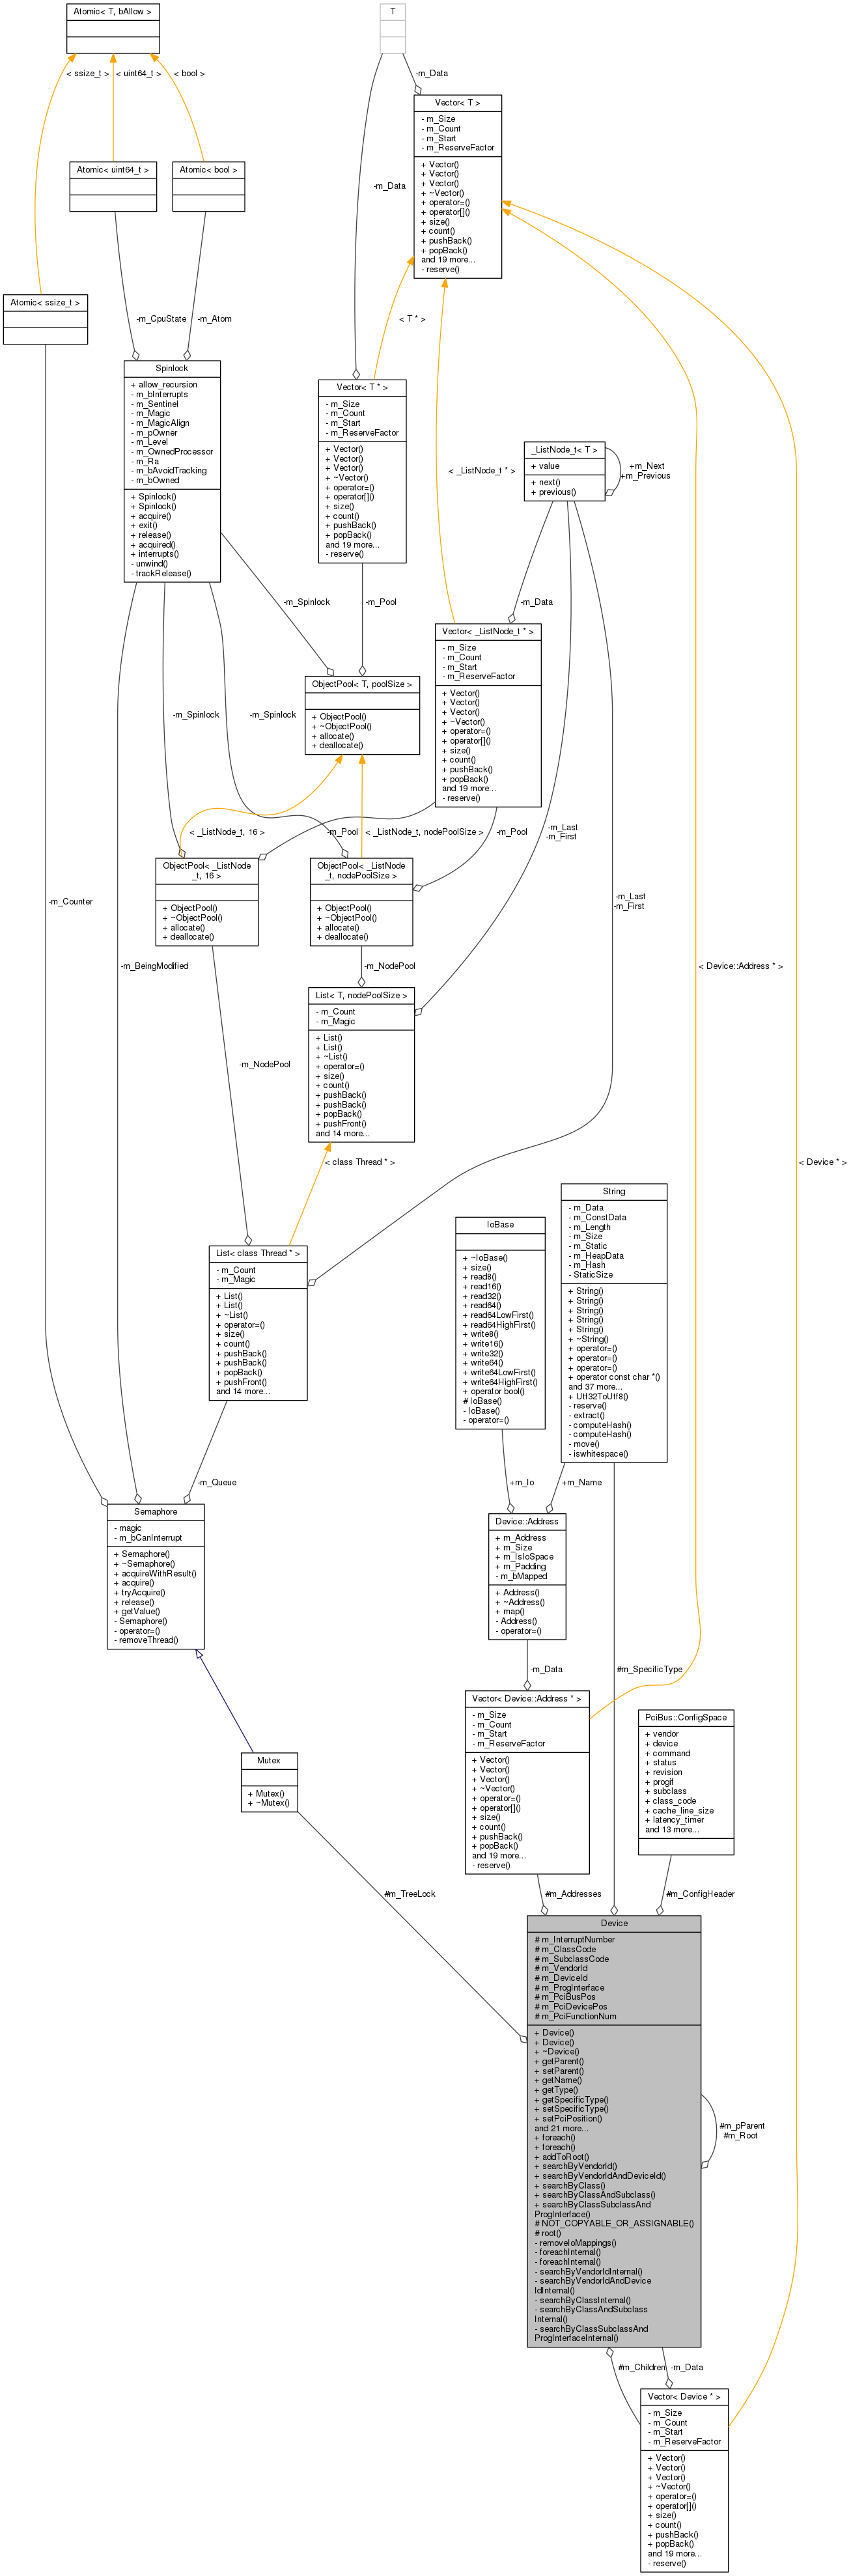 Atomic< T, bAllow >
T
< ssize_t >
< uint64_t >
< bool >
-m_Data
Vector< T >
- m_Size
- m_Count
- m_Start
- m_ReserveFactor
+ Vector()
+ Vector()
+ Vector()
+ ~Vector()
+ operator=()
+ operator[]()
+ size()
+ count()
+ pushBack()
+ popBack()
and 19 more...
- reserve()
Atomic< uint64_t >
Atomic< bool >
-m_Data
Atomic< ssize_t >
-m_CpuState
-m_Atom
< T * >
Spinlock
+ allow_recursion
- m_bInterrupts
- m_Sentinel
- m_Magic
- m_MagicAlign
- m_pOwner
- m_Level
- m_OwnedProcessor
- m_Ra
- m_bAvoidTracking
- m_bOwned
+ Spinlock()
+ Spinlock()
+ acquire()
+ exit()
+ release()
+ acquired()
+ interrupts()
- unwind()
- trackRelease()
Vector< T * >
- m_Size
- m_Count
- m_Start
- m_ReserveFactor
+ Vector()
+ Vector()
+ Vector()
+ ~Vector()
+ operator=()
+ operator[]()
+ size()
+ count()
+ pushBack()
+ popBack()
and 19 more...
- reserve()
< _ListNode_t * >
_ListNode_t< T >
+ value
+ next()
+ previous()
+m_Next
+m_Previous
-m_Spinlock
-m_Pool
-m_Data
Vector< _ListNode_t * >
- m_Size
- m_Count
- m_Start
- m_ReserveFactor
+ Vector()
+ Vector()
+ Vector()
+ ~Vector()
+ operator=()
+ operator[]()
+ size()
+ count()
+ pushBack()
+ popBack()
and 19 more...
- reserve()
ObjectPool< T, poolSize >
+ ObjectPool()
+ ~ObjectPool()
+ allocate()
+ deallocate()
-m_Spinlock
-m_Spinlock
< _ListNode_t, 16 >
-m_Pool
< _ListNode_t, nodePoolSize >
-m_Pool
-m_Last
-m_First
ObjectPool< _ListNode
_t, 16 >
+ ObjectPool()
+ ~ObjectPool()
+ allocate()
+ deallocate()
ObjectPool< _ListNode
_t, nodePoolSize >
+ ObjectPool()
+ ~ObjectPool()
+ allocate()
+ deallocate()
-m_Counter
-m_Last
-m_First
-m_BeingModified
-m_NodePool
< Device::Address * >
List< T, nodePoolSize >
- m_Count
- m_Magic
+ List()
+ List()
+ ~List()
+ operator=()
+ size()
+ count()
+ pushBack()
+ pushBack()
+ popBack()
+ pushFront()
and 14 more...
-m_NodePool
< class Thread * >
< Device * >
List< class Thread * >
- m_Count
- m_Magic
+ List()
+ List()
+ ~List()
+ operator=()
+ size()
+ count()
+ pushBack()
+ pushBack()
+ popBack()
+ pushFront()
and 14 more...
IoBase
+ ~IoBase()
+ size()
+ read8()
+ read16()
+ read32()
+ read64()
+ read64LowFirst()
+ read64HighFirst()
+ write8()
+ write16()
+ write32()
+ write64()
+ write64LowFirst()
+ write64HighFirst()
+ operator bool()
# IoBase()
- IoBase()
- operator=()
String
- m_Data
- m_ConstData
- m_Length
- m_Size
- m_Static
- m_HeapData
- m_Hash
- StaticSize
+ String()
+ String()
+ String()
+ String()
+ String()
+ ~String()
+ operator=()
+ operator=()
+ operator=()
+ operator const char *()
and 37 more...
+ Utf32ToUtf8()
- reserve()
- extract()
- computeHash()
- computeHash()
- move()
- iswhitespace()
-m_Queue
+m_Io
+m_Name
Semaphore
- magic
- m_bCanInterrupt
+ Semaphore()
+ ~Semaphore()
+ acquireWithResult()
+ acquire()
+ tryAcquire()
+ release()
+ getValue()
- Semaphore()
- operator=()
- removeThread()
Device::Address
+ m_Address
+ m_Size
+ m_IsIoSpace
+ m_Padding
- m_bMapped
+ Address()
+ ~Address()
+ map()
- Address()
- operator=()
-m_Data
#m_SpecificType
Vector< Device::Address * >
- m_Size
- m_Count
- m_Start
- m_ReserveFactor
+ Vector()
+ Vector()
+ Vector()
+ ~Vector()
+ operator=()
+ operator[]()
+ size()
+ count()
+ pushBack()
+ popBack()
and 19 more...
- reserve()
PciBus::ConfigSpace
+ vendor
+ device
+ command
+ status
+ revision
+ progif
+ subclass
+ class_code
+ cache_line_size
+ latency_timer
and 13 more...
Mutex
+ Mutex()
+ ~Mutex()
#m_TreeLock
#m_Addresses
#m_ConfigHeader
Device
# m_InterruptNumber
# m_ClassCode
# m_SubclassCode
# m_VendorId
# m_DeviceId
# m_ProgInterface
# m_PciBusPos
# m_PciDevicePos
# m_PciFunctionNum
+ Device()
+ Device()
+ ~Device()
+ getParent()
+ setParent()
+ getName()
+ getType()
+ getSpecificType()
+ setSpecificType()
+ setPciPosition()
and 21 more...
+ foreach()
+ foreach()
+ addToRoot()
+ searchByVendorId()
+ searchByVendorIdAndDeviceId()
+ searchByClass()
+ searchByClassAndSubclass()
+ searchByClassSubclassAnd
ProgInterface()
# NOT_COPYABLE_OR_ASSIGNABLE()
# root()
- removeIoMappings()
- foreachInternal()
- foreachInternal()
- searchByVendorIdInternal()
- searchByVendorIdAndDevice
IdInternal()
- searchByClassInternal()
- searchByClassAndSubclass
Internal()
- searchByClassSubclassAnd
ProgInterfaceInternal()
#m_pParent
#m_Root
#m_Children
-m_Data
Vector< Device * >
- m_Size
- m_Count
- m_Start
- m_ReserveFactor
+ Vector()
+ Vector()
+ Vector()
+ ~Vector()
+ operator=()
+ operator[]()
+ size()
+ count()
+ pushBack()
+ popBack()
and 19 more...
- reserve()